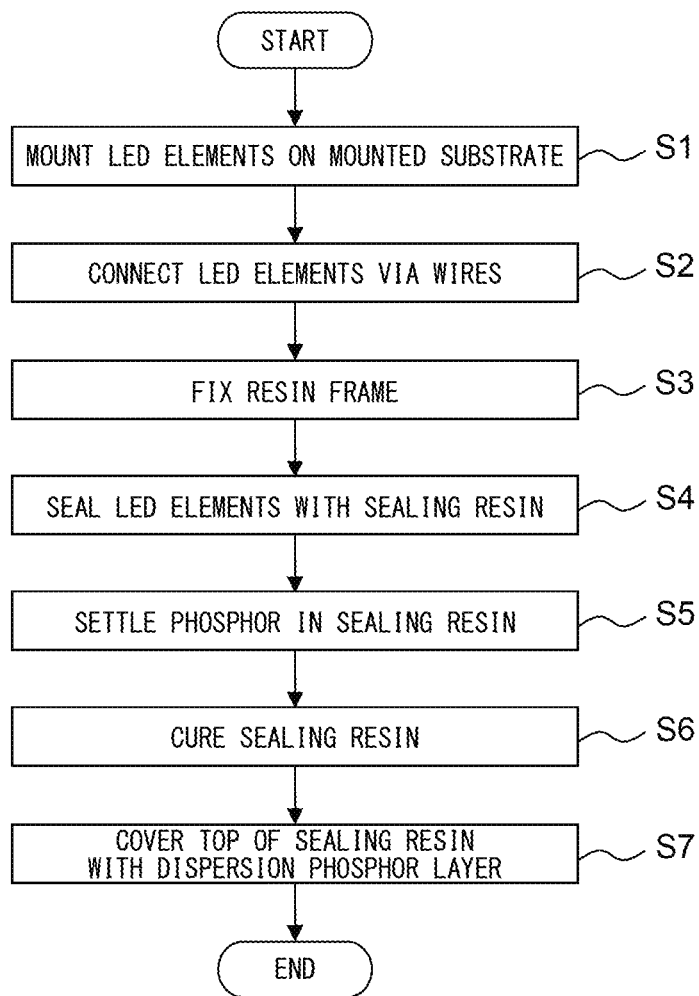 START
MOUNT LED ELEMENTS ON MOUNTED SUBSTRATE
S1
CONNECT LED ELEMENTS VIA WIRES
S2
FIX RESIN FRAME
S3
SEAL LED ELEMENTS WITH SEALING RESIN
S4
SETTLE PHOSPHOR IN SEALING RESIN
S5
CURE SEALING RESIN
S6
COVER TOP OF SEALING RESIN
WITH DISPERSION PHOSPHOR LAYER
S7
END